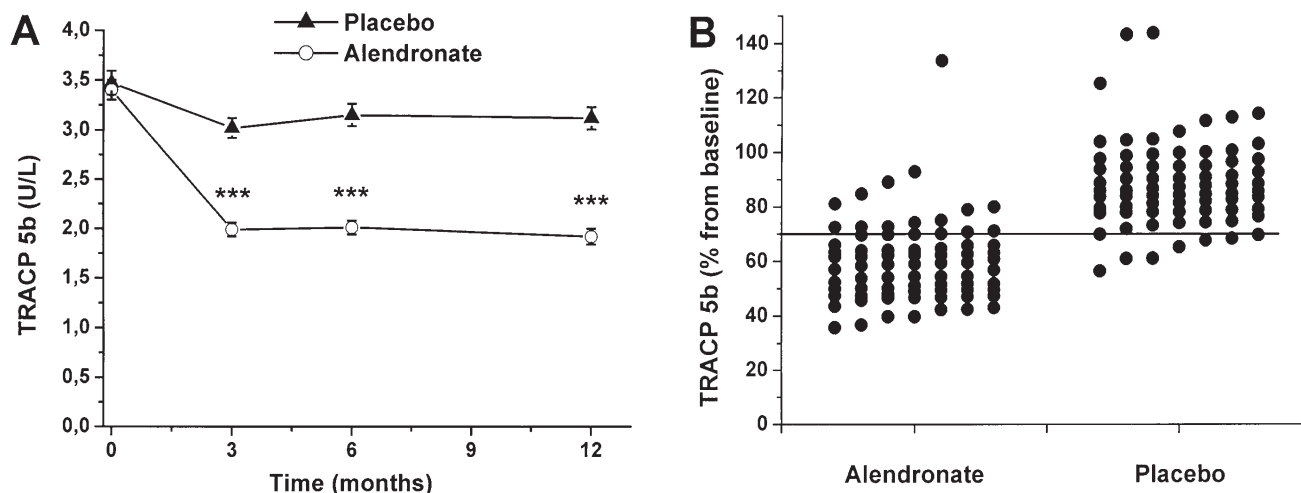 A
Placebo
Alendronate
TRACP 5b (U/L)
4,0
3,5
3,0
2,5
2,0
1,5
1,0
0,5
0,0
***
***
***
0
3
6
9
12
Time (months)
B
TRACP 5b (% from baseline)
140
120
100
80
60
40
20
0
Alendronate
Placebo